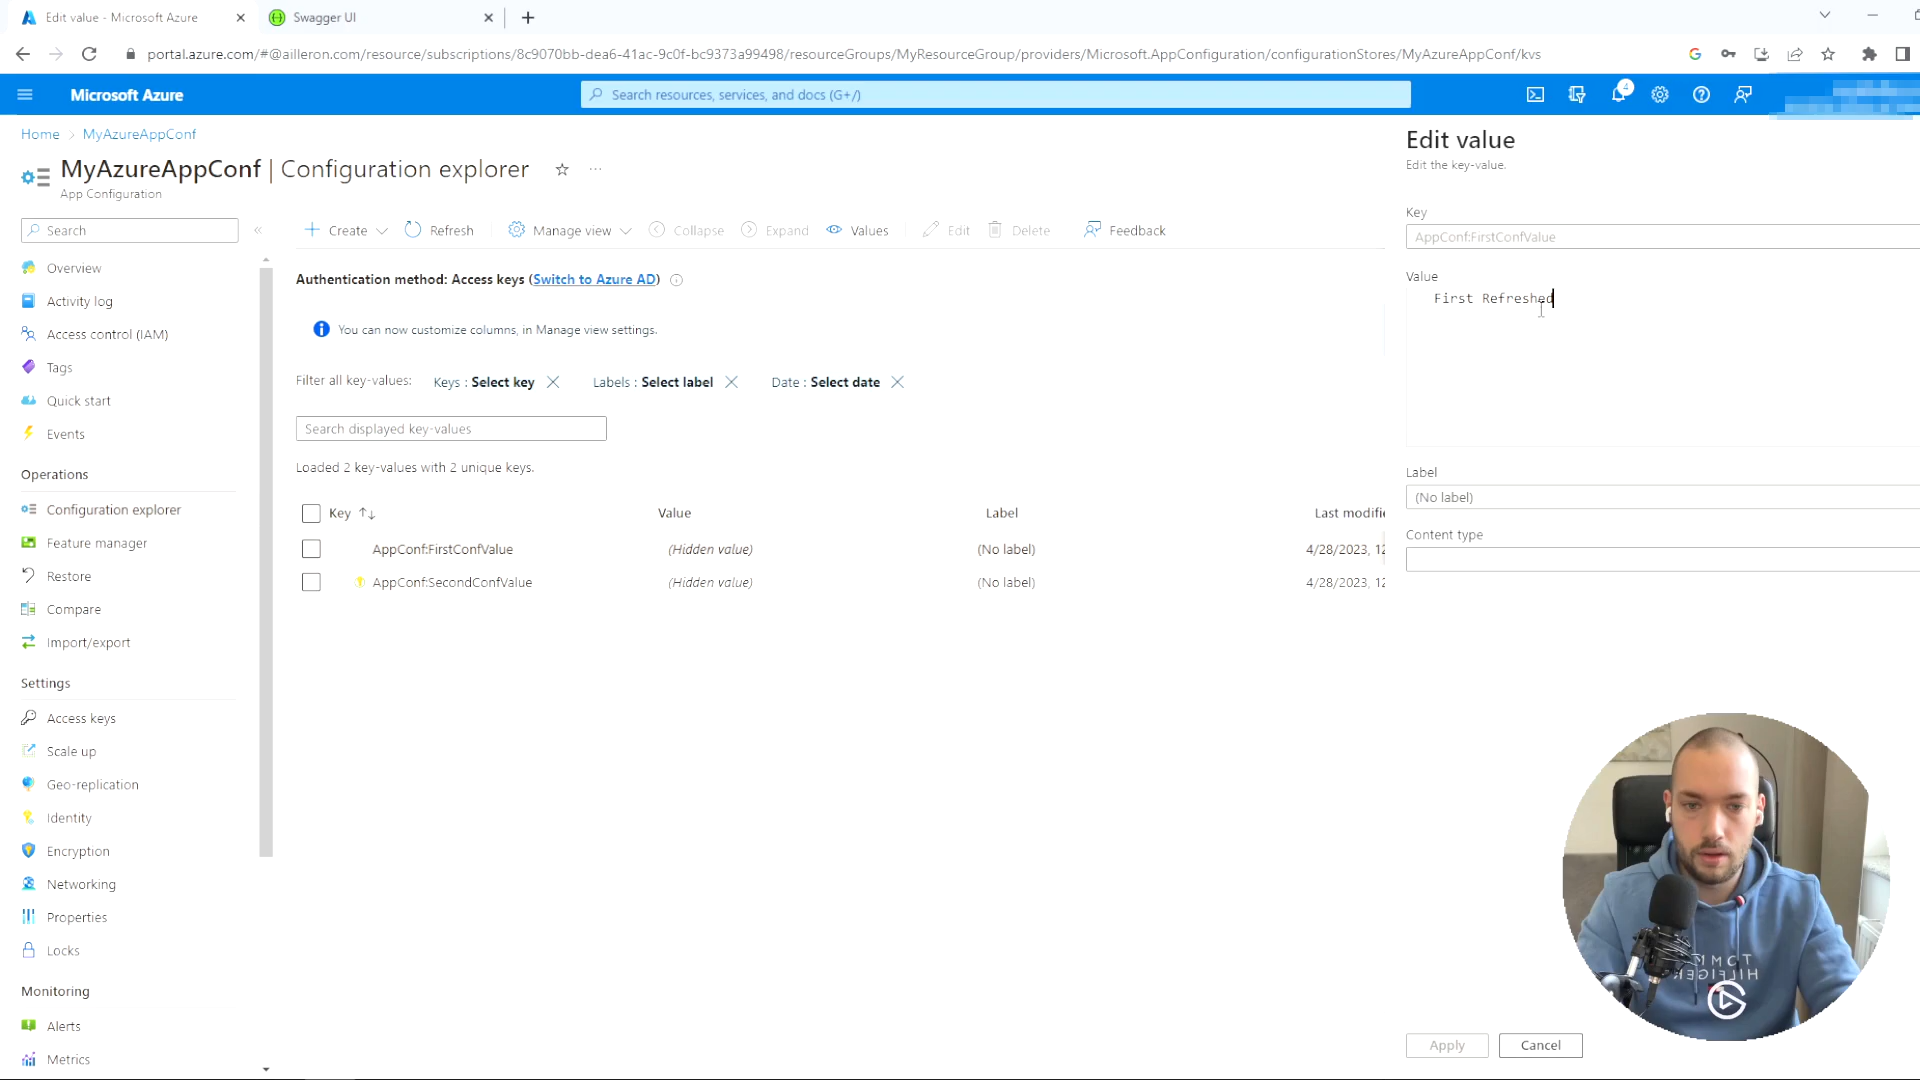 Edit value - Microsoft Azure
Swagger UI
portal.azure.com/#@ailleron.com/resource/subscriptions/8c9070bb-dea6-41ac-9c0f-bc9373a99498/resourceGroups/MyResourceGroup/providers/Microsoft.AppConfiguration/configurationStores/MyAzureAppConf/kvs
Microsoft Azure
Search resources, services, and docs (G+/)
4
Home > MyAzureAppConf
MyAzureAppConf | Configuration explorer
App Configuration
Search
Overview
Activity log
Access control (IAM)
Tags
Quick start
Events
Operations
Configuration explorer
Feature manager
Restore
Compare
Import/export
Settings
Access keys
Scale up
Geo-replication
Identity
Encryption
Networking
Properties
Locks
Monitoring
Alerts
Metrics
Create Refresh Manage view Collapse Expand Values Edit Delete Feedback
Authentication method: Access keys (Switch to Azure AD)
You can now customize columns, in Manage view settings.
Filter all key-values: Keys : Select key Labels : Select label Date : Select date
Search displayed key-values
Loaded 2 key-values with 2 unique keys.
Key Value Label Last modifie
AppConf:FirstConfValue (Hidden value) (No label) 4/28/2023, 12
AppConf:SecondConfValue (Hidden value) (No label) 4/28/2023, 12
Edit value
Edit the key-value.
Key
AppConf:FirstConfValue
Value
First Refreshed
Label
(No label)
Content type
Apply
Cancel